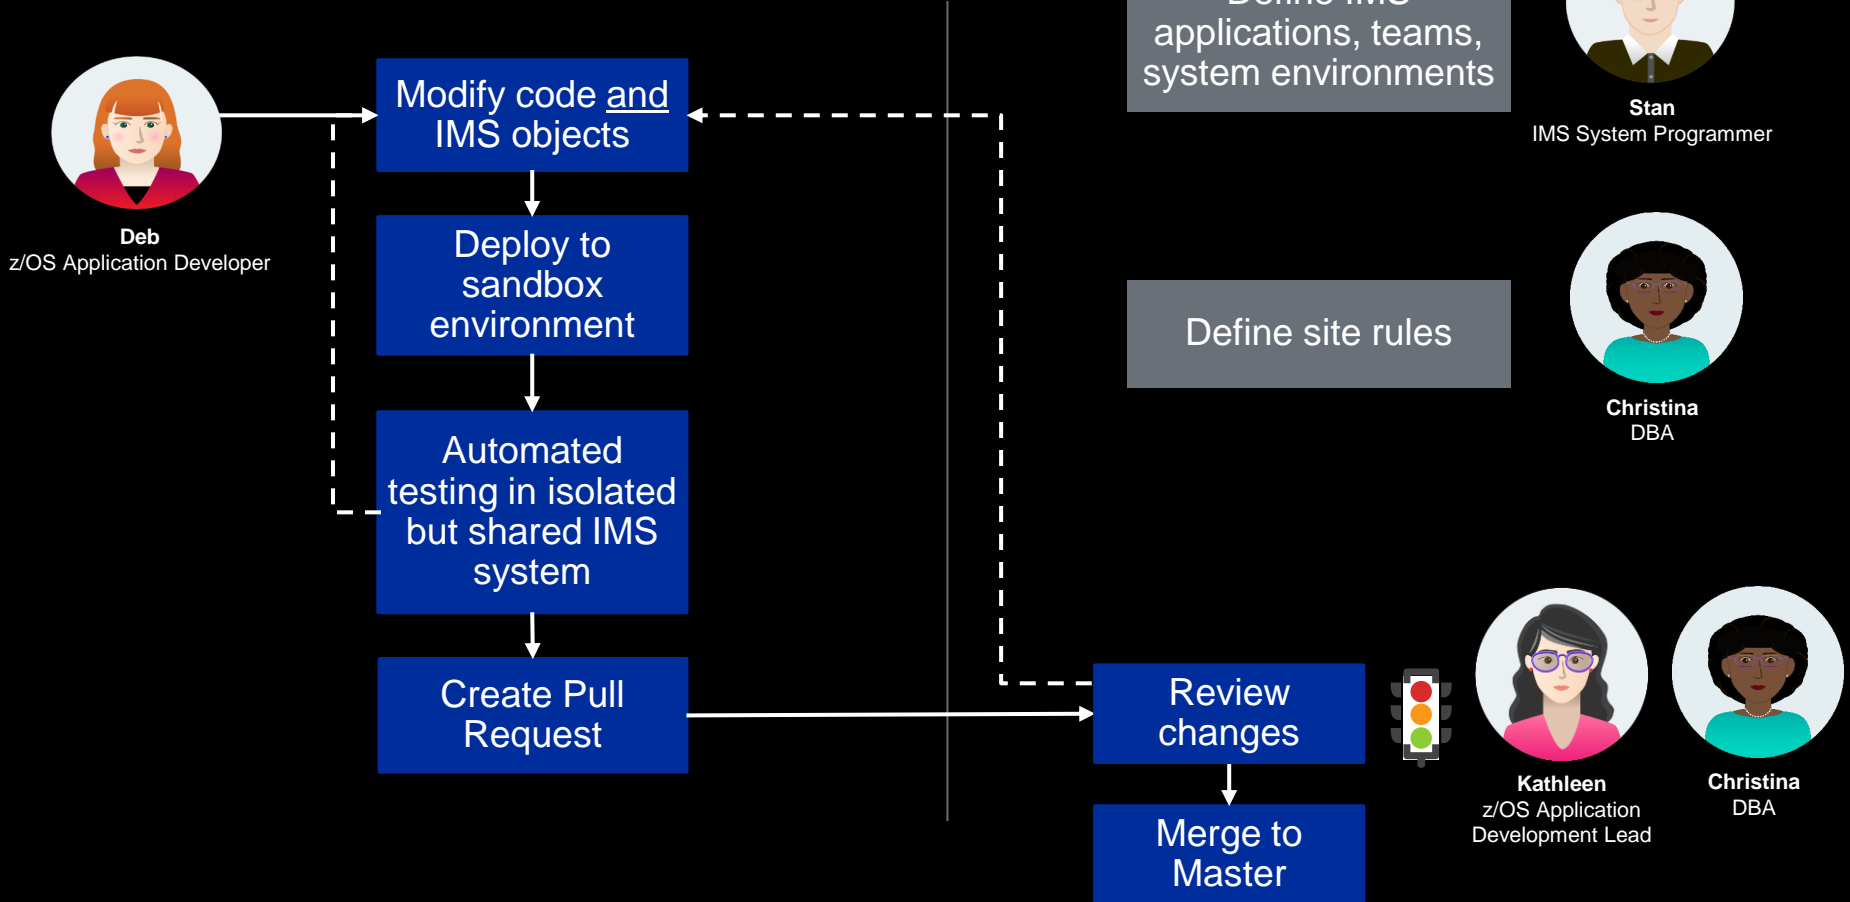 Define IMS
applications, teams,
system environments
Stan
IMS System Programmer
Modify code and
IMS objects
Deb
z/OS Application Developer
Deploy to
sandbox
environment
Define site rules
Christina
DBA
Automated
testing in isolated
but shared IMS
system
Create Pull
Request
Review
changes
Kathleen
z/OS Application
Development Lead
Christina
DBA
Merge to
Master